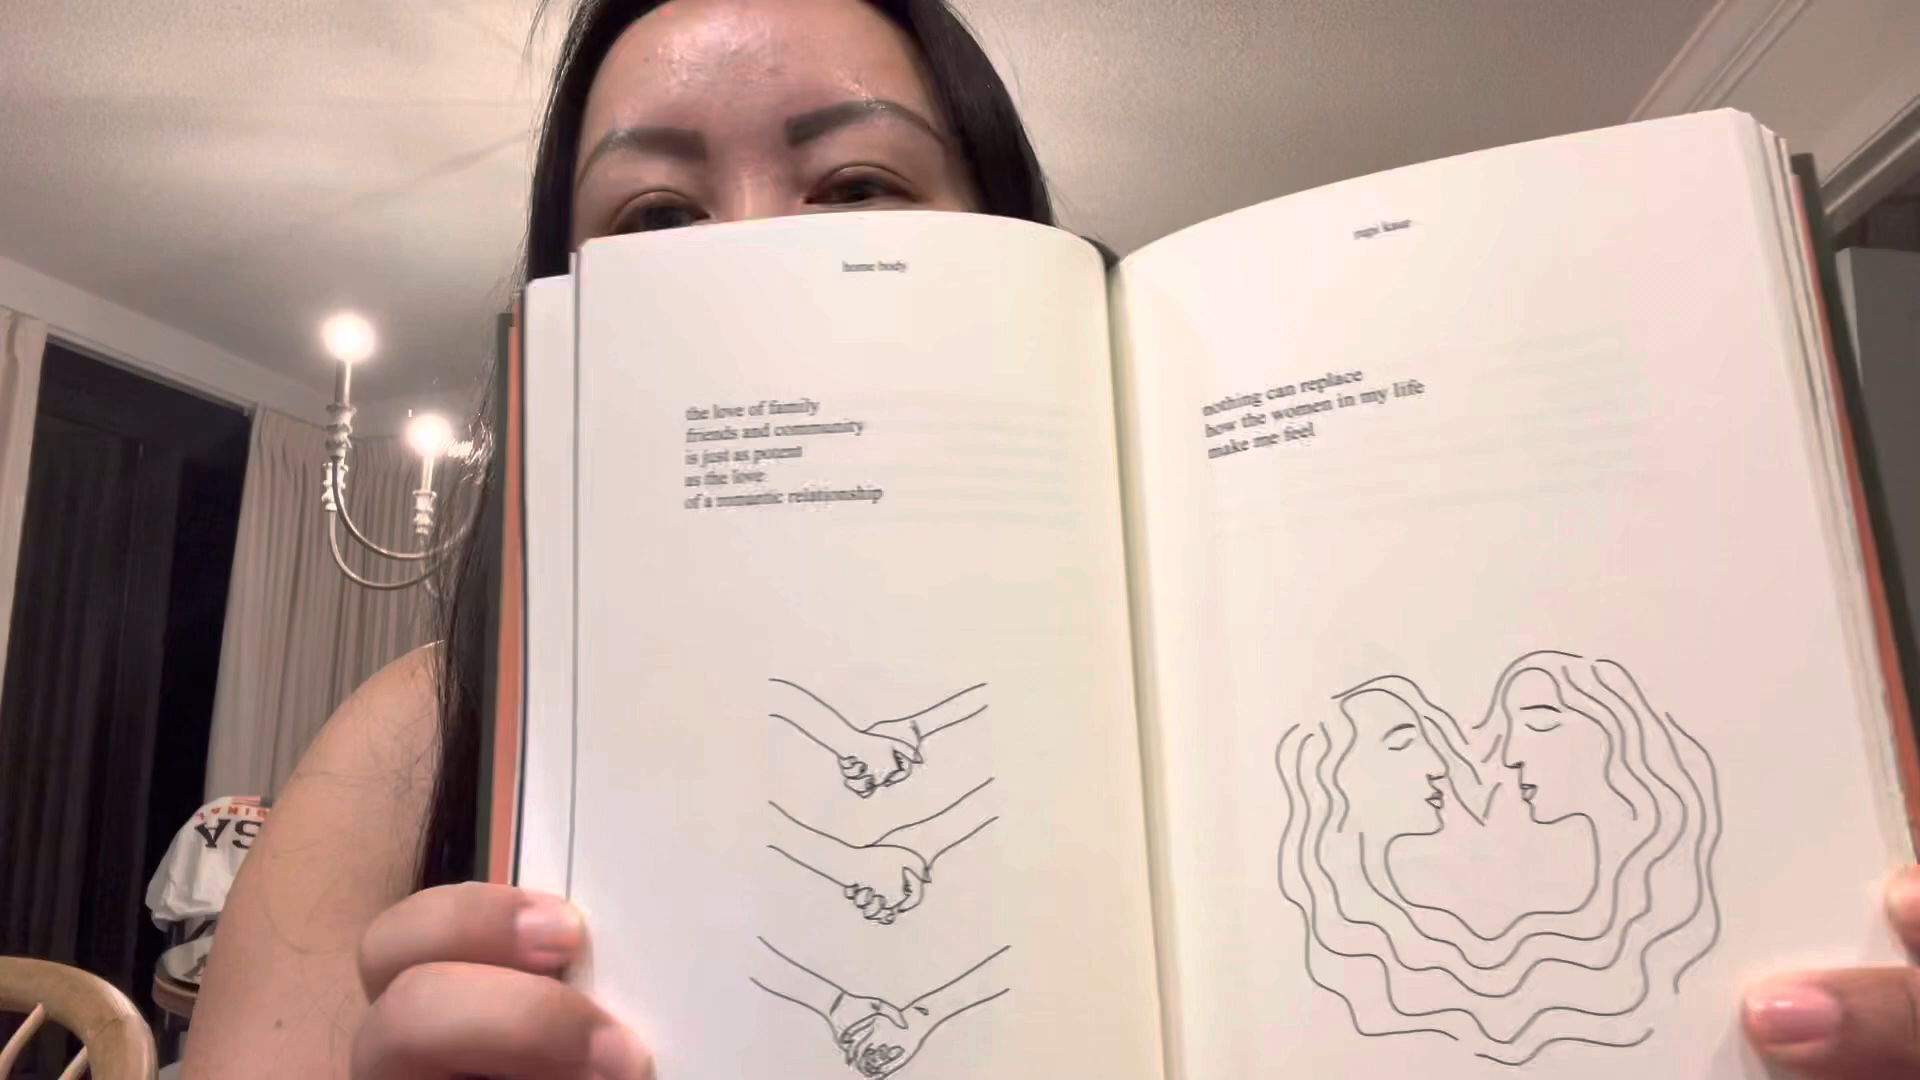 home body
the love of family
friends and community
is just as potent
as the love
of a romantic relationship
rupi kaur
nothing can replace
how the women in my life
make me feel